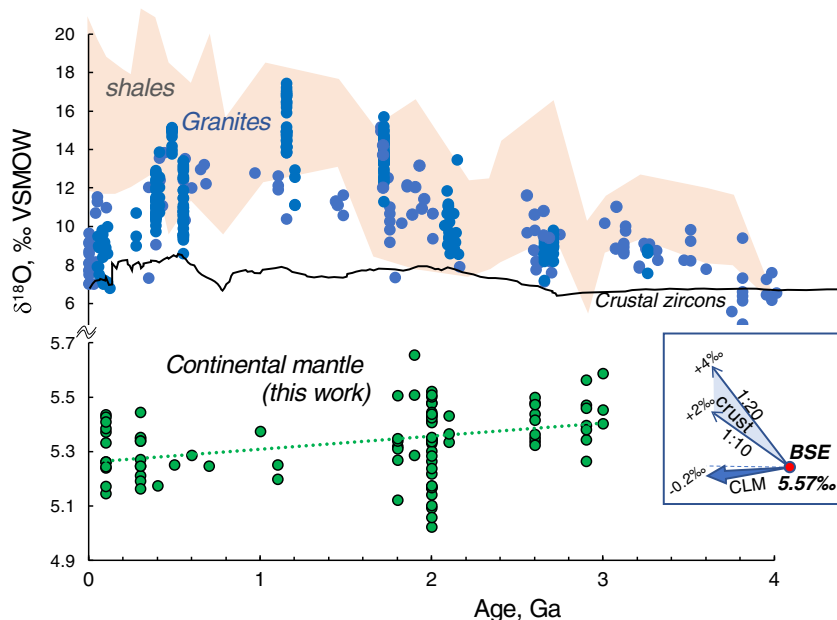 20
18
16
14
12
10
8
6
5.7
5.5
5.3
5.1
4.9
δ¹⁸O, ‰ VSMOW
shales
Granites
Crustal zircons
Continental mantle
(this work)
+4‰
1:20
crust
+2‰
1:10
BSE
5.57‰
-0.2‰
CLM
0
1
2
3
4
Age, Ga